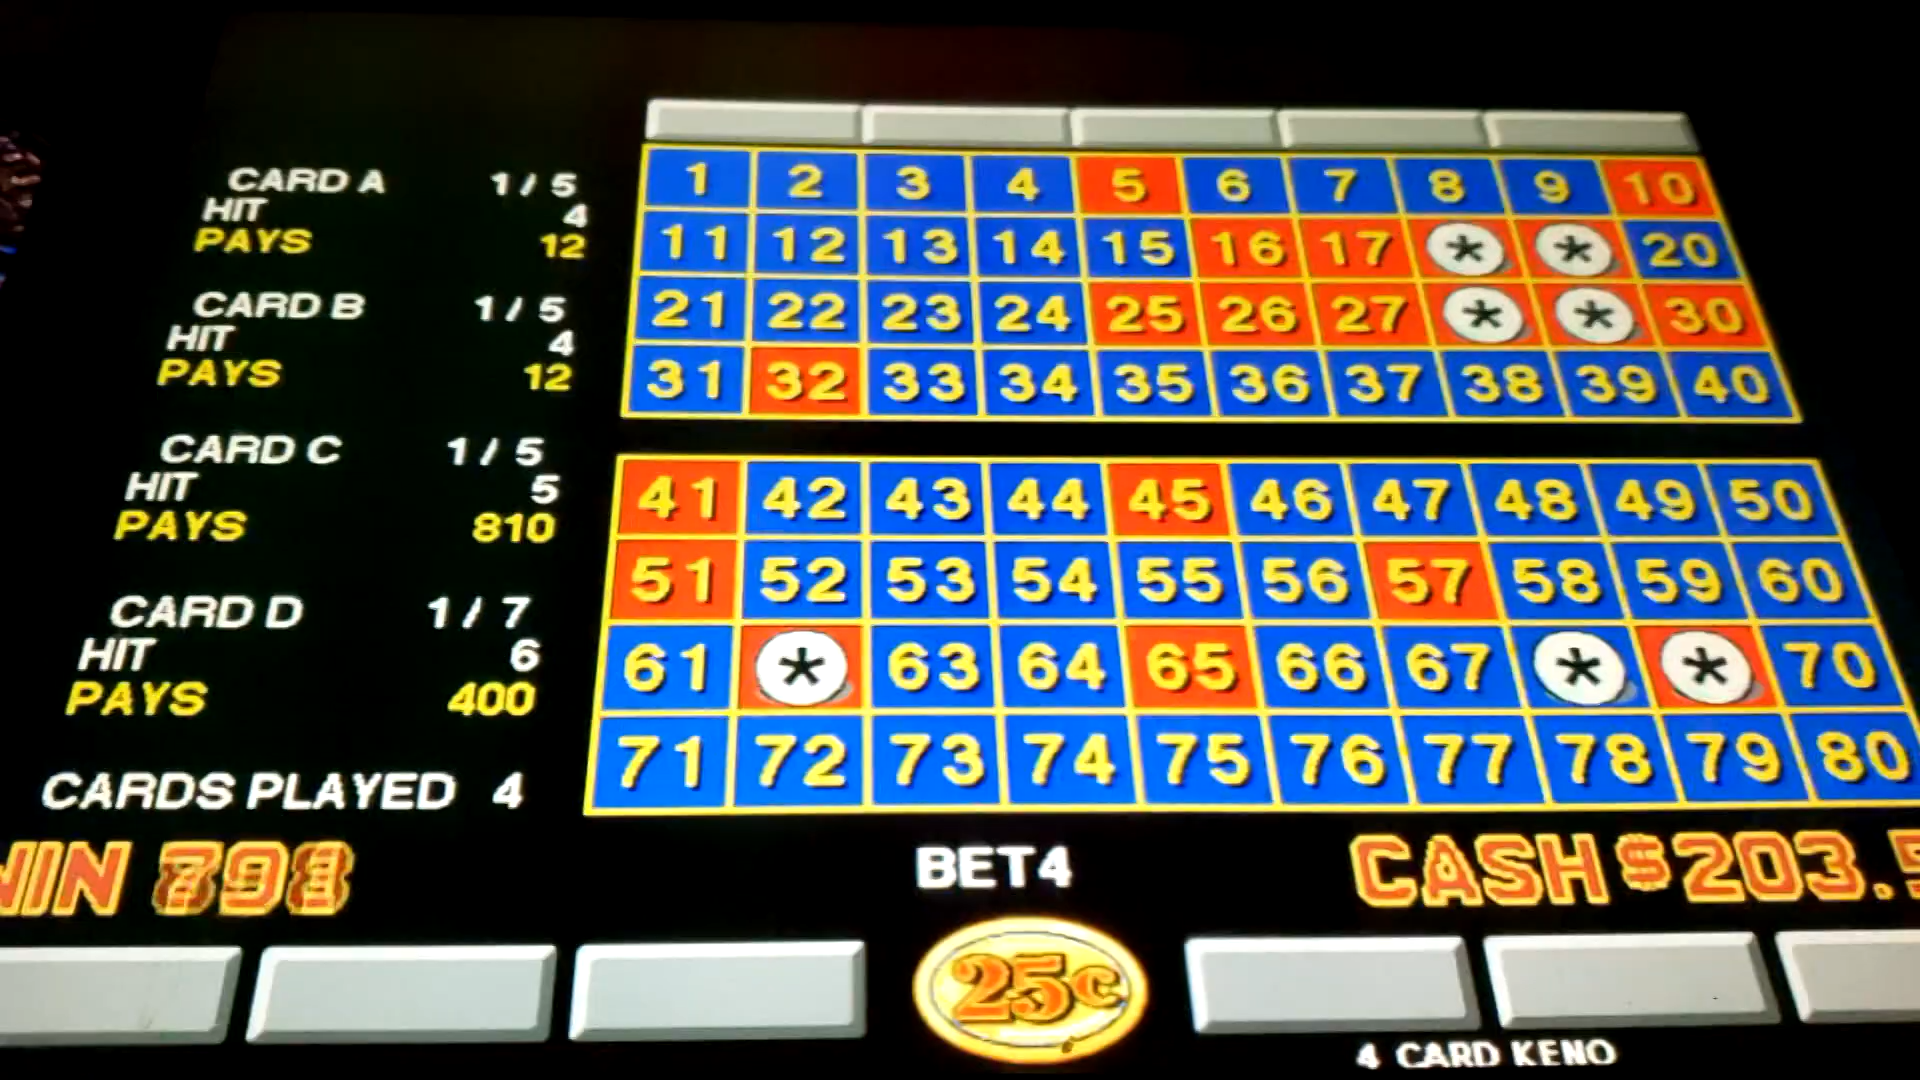 CARD A 1 / 5
HIT 4
PAYS 12
CARD B 1 / 5
HIT 4
PAYS 12
CARD C 1 / 5
HIT 5
PAYS 810
CARD D 1 / 7
HIT 6
PAYS 400
CARDS PLAYED 4
1 2 3 4 5 6 7 8 9 10
11 12 13 14 15 16 17 * * 20
21 22 23 24 25 26 27 * * 30
31 32 33 34 35 36 37 38 39 40
41 42 43 44 45 46 47 48 49 50
51 52 53 54 55 56 57 58 59 60
61 * 63 64 65 66 67 * * 70
71 72 73 74 75 76 77 78 79 80
WIN
BET4
CASH $203.5
25¢
4 CARD KENO